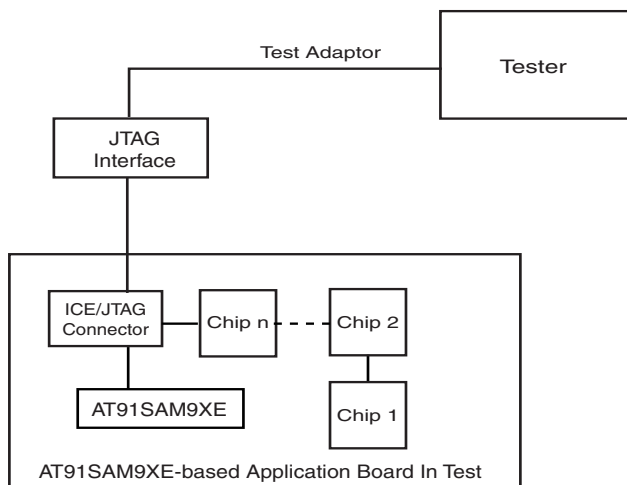 Test Adaptor
Tester
JTAG
Interface
ICE/JTAG
Connector
Chip n
Chip 2
AT91SAM9XE
Chip 1
AT91SAM9XE-based Application Board In Test